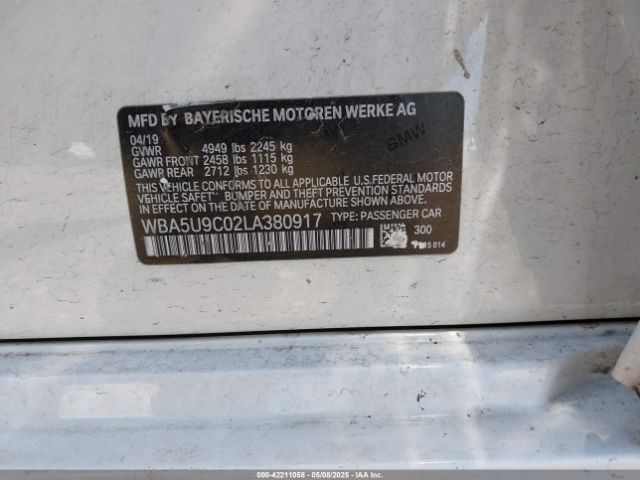 MFD BY BAYERISCHE MOTOREN WERKE AG
04/19
GVWR 4949 lbs 2245 kg
GAWR FRONT 2458 lbs 1115 kg
GAWR REAR 2712 lbs 1230 kg
THIS VEHICLE CONFORMS TO ALL APPLICABLE U.S.FEDERAL MOTOR
VEHICLE SAFETY BUMPER AND THEFT PREVENTION STANDARDS
IN EFFECT ON THE DATE OF MANUFACTURE SHOWN ABOVE.
WBA5U9C02LA380917 TYPE: PASSENGER CAR
300
BMW
000-42211058 - 05/08/2025 - IAAI.COM